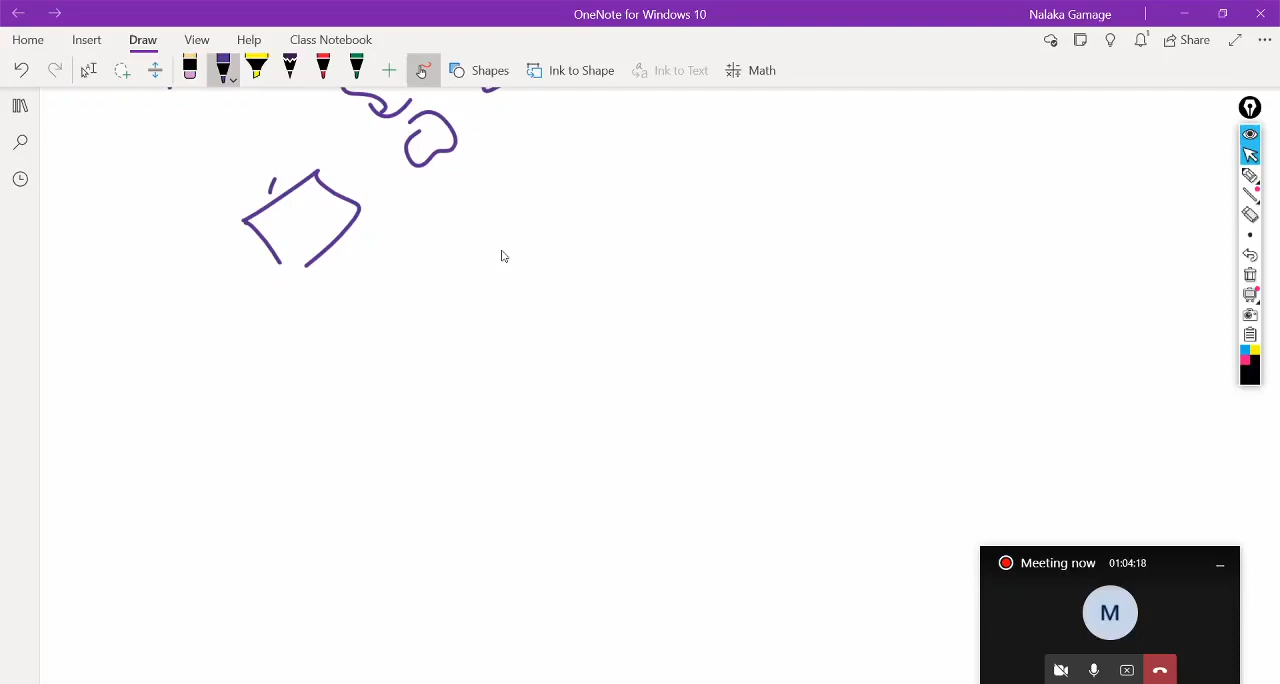 OneNote for Windows 10
Nalaka Gamage
Home Insert Draw View Help Class Notebook
Share
Shapes Ink to Shape Ink to Text Math
Meeting now 01:04:18
M